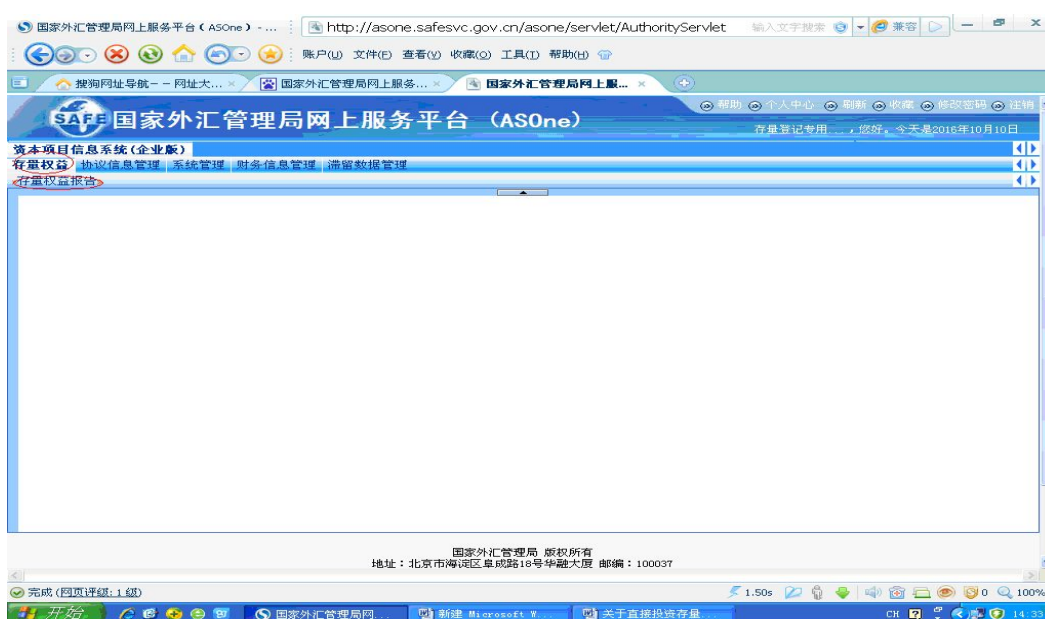 国家外汇管理局网上服务平台（ASOne）-... http://asone.safesvc.gov.cn/asone/servlet/AuthorityServlet 输入文字搜索 兼容
账户(U) 文件(F) 查看(V) 收藏(O) 工具(T) 帮助(H)
搜狗网址导航－－网址大... 国家外汇管理局网上服务... 国家外汇管理局网上服...
帮助 个人中心 刷新 收藏 修改密码 注销
SAFE 国家外汇管理局网上服务平台 （ASOne）
存量登记专用...，您好。今天是2016年10月10日
资本项目信息系统(企业版)
存量权益 协议信息管理 系统管理 财务信息管理 滞留数据管理
存量权益报告
国家外汇管理局 版权所有
地址：北京市海淀区阜成路18号华融大厦 邮编：100037
完成 (网页评级: 1 级) 1.50s 0 100%
开始 国家外汇管理局网... 新建 Microsoft W... 关于直接投资存量... CH 14:33